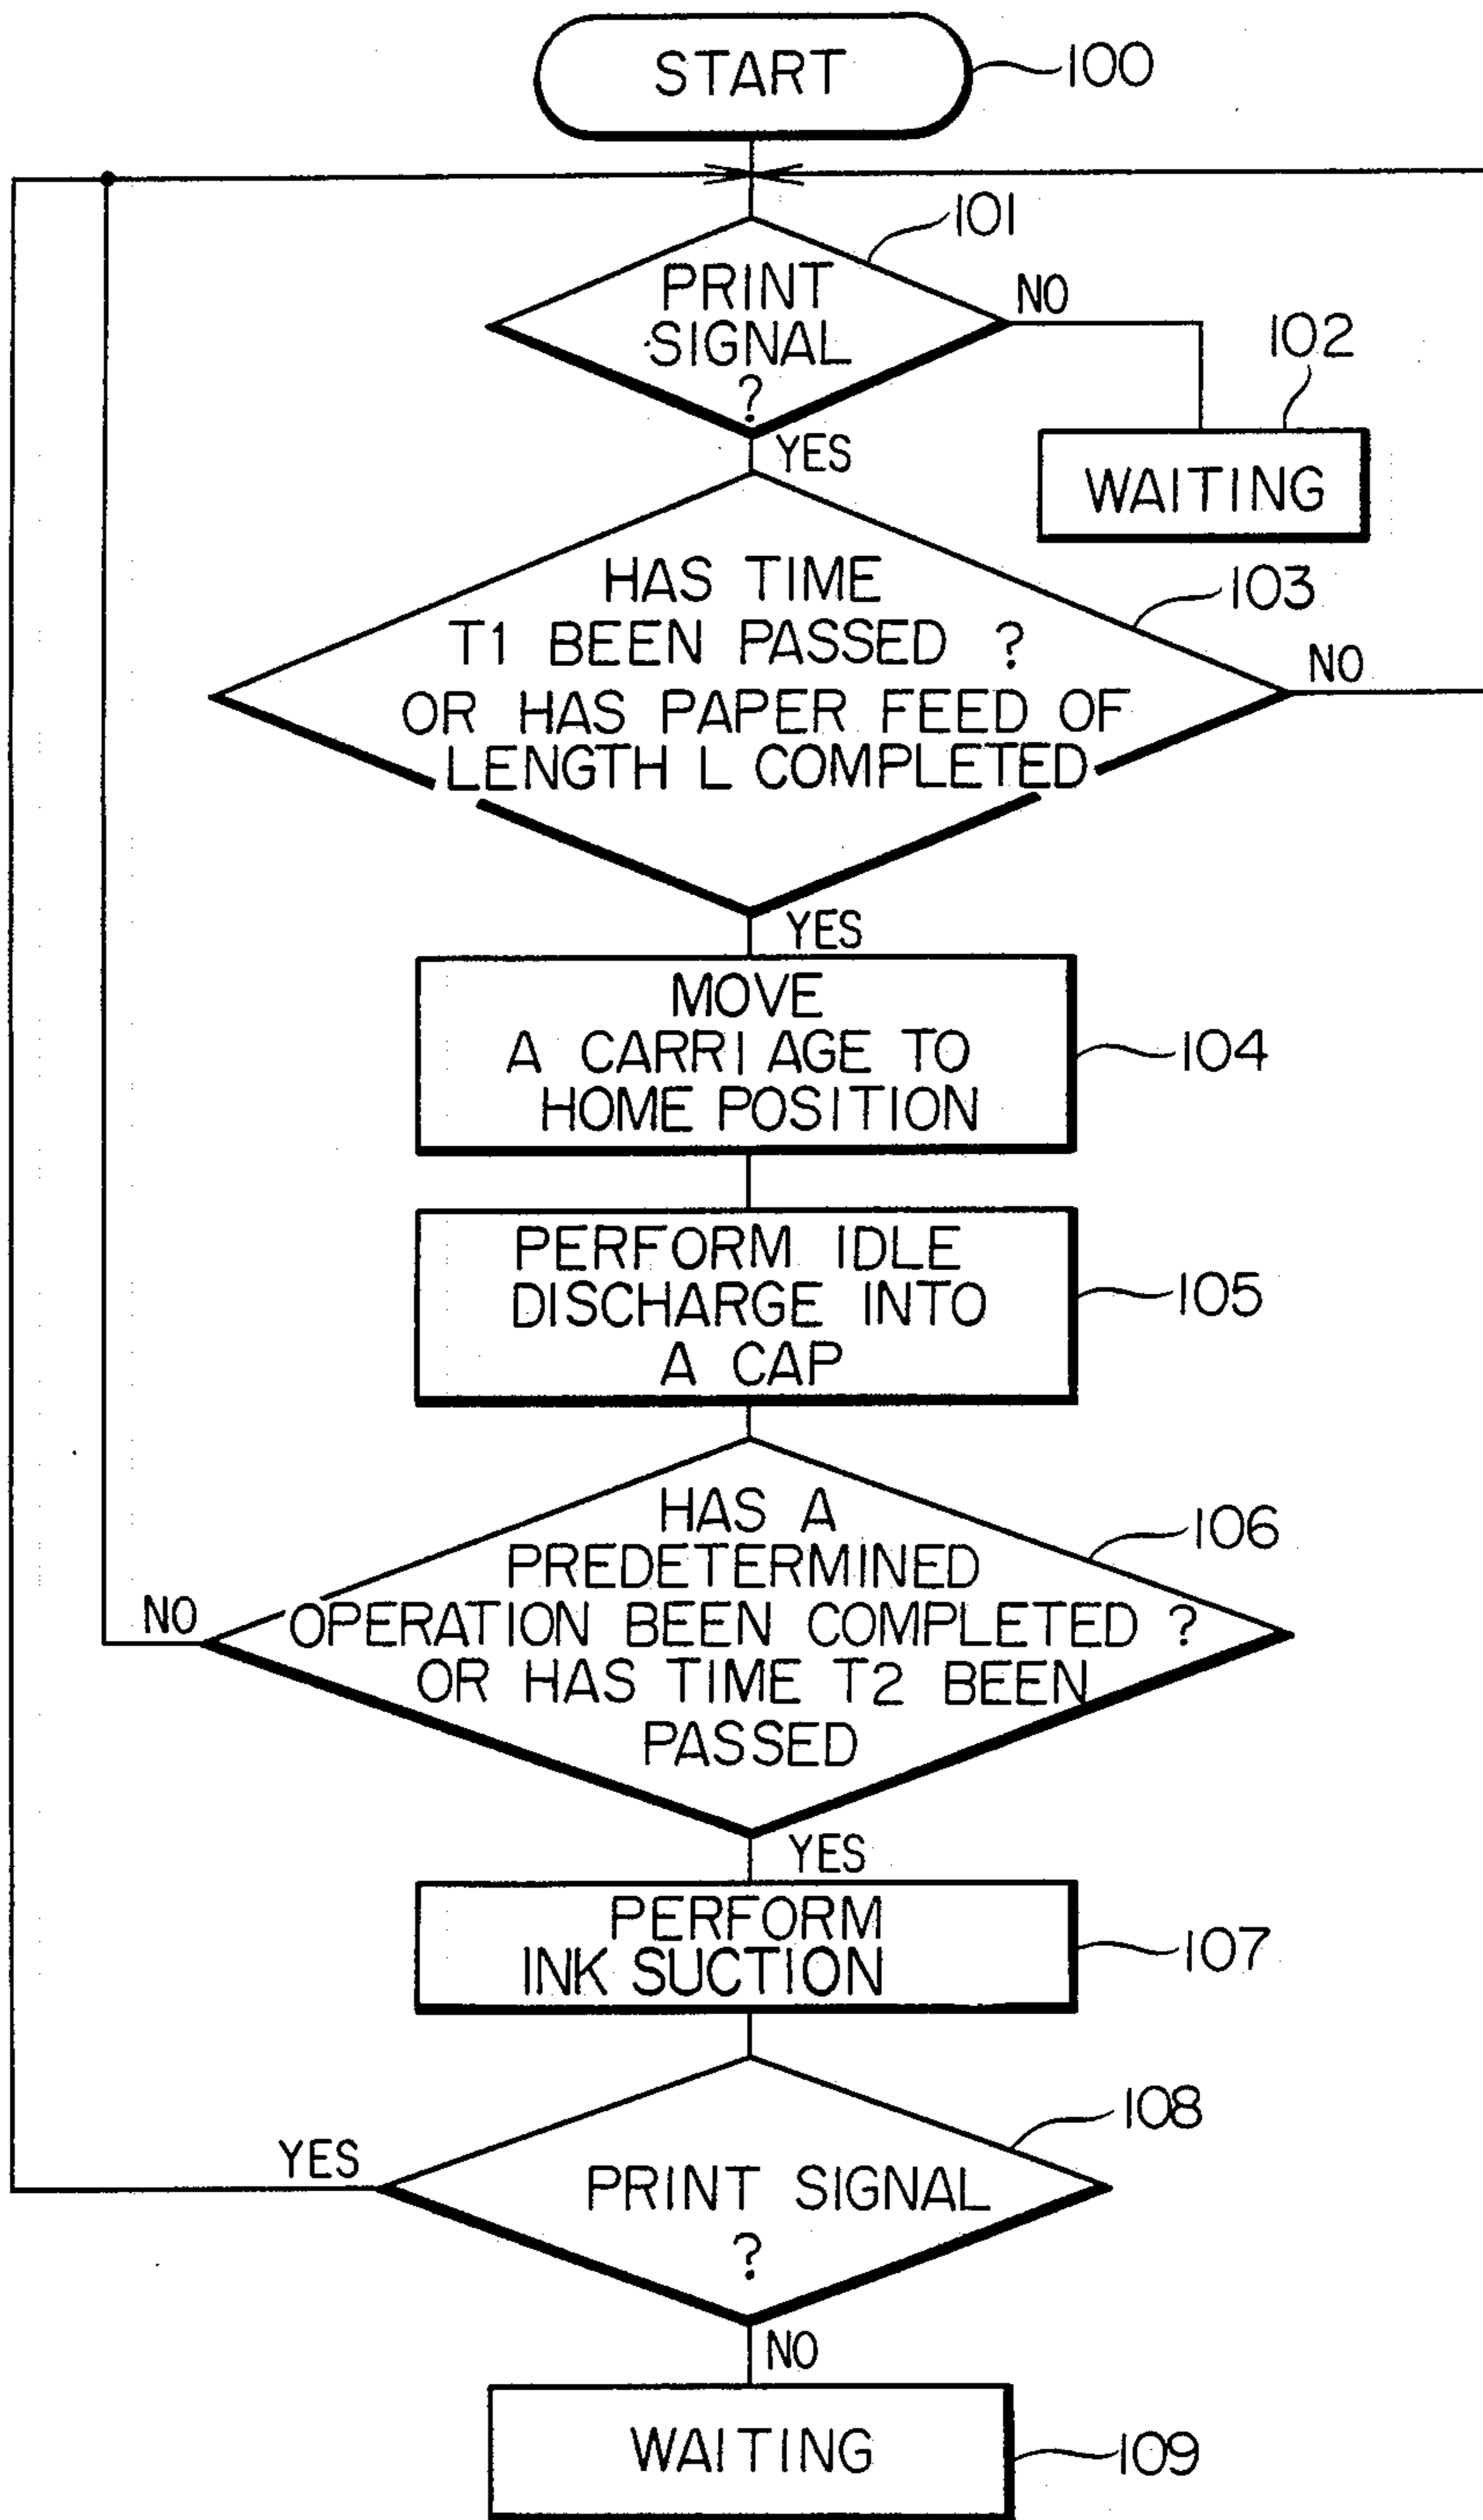 START
100
101
PRINT
SIGNAL
?
NO
102
YES
WAITING
HAS TIME
T1 BEEN PASSED ?
OR HAS PAPER FEED OF
LENGTH L COMPLETED
103
NO
YES
MOVE
A CARRIAGE TO
HOME POSITION
104
PERFORM IDLE
DISCHARGE INTO
A CAP
105
HAS A
PREDETERMINED
OPERATION BEEN COMPLETED ?
OR HAS TIME T2 BEEN
PASSED
106
NO
YES
PERFORM
INK SUCTION
107
108
YES
PRINT SIGNAL
?
NO
WAITING
109